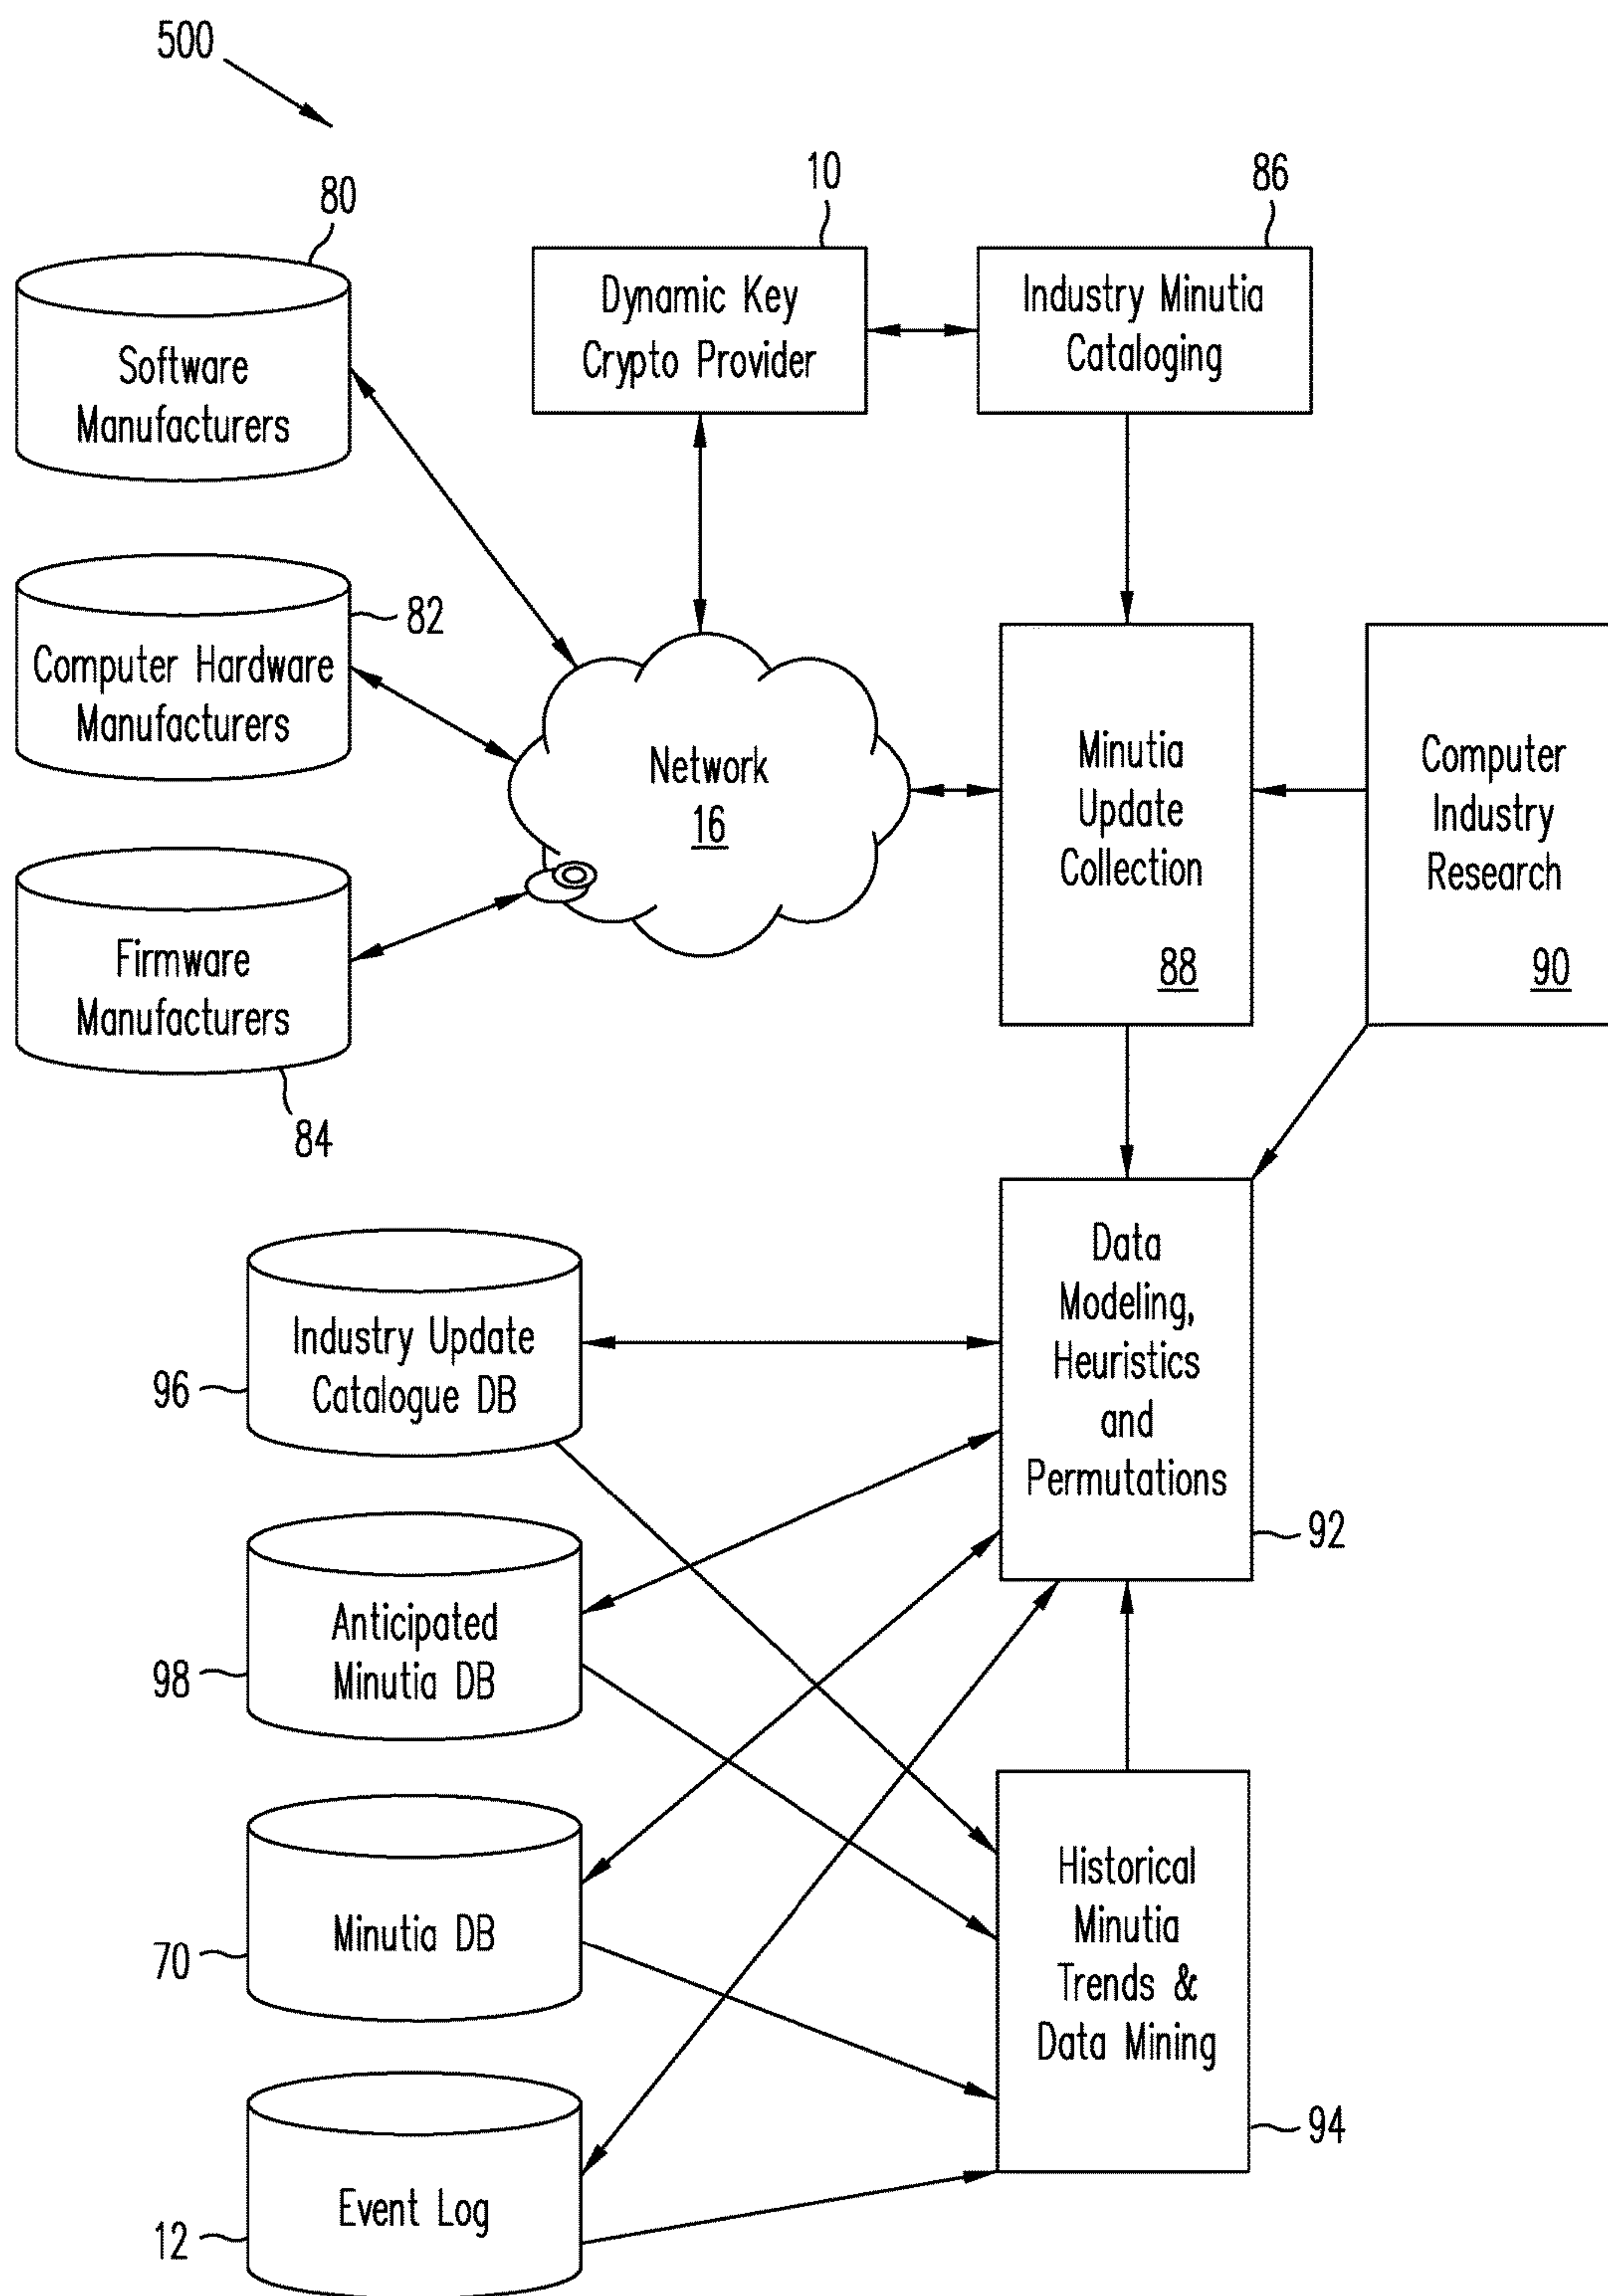 500
80
10
86
Software
Manufacturers
Dynamic Key
Crypto Provider
Industry Minutia
Cataloging
82
Computer Hardware
Manufacturers
Network
16
Minutia
Update
Collection
88
Computer
Industry
Research
90
Firmware
Manufacturers
84
Data
Modeling,
Heuristics
and
Permutations
92
Industry Update
Catalogue DB
96
Anticipated
Minutia DB
98
Minutia DB
70
Historical
Minutia
Trends &
Data Mining
94
Event Log
12